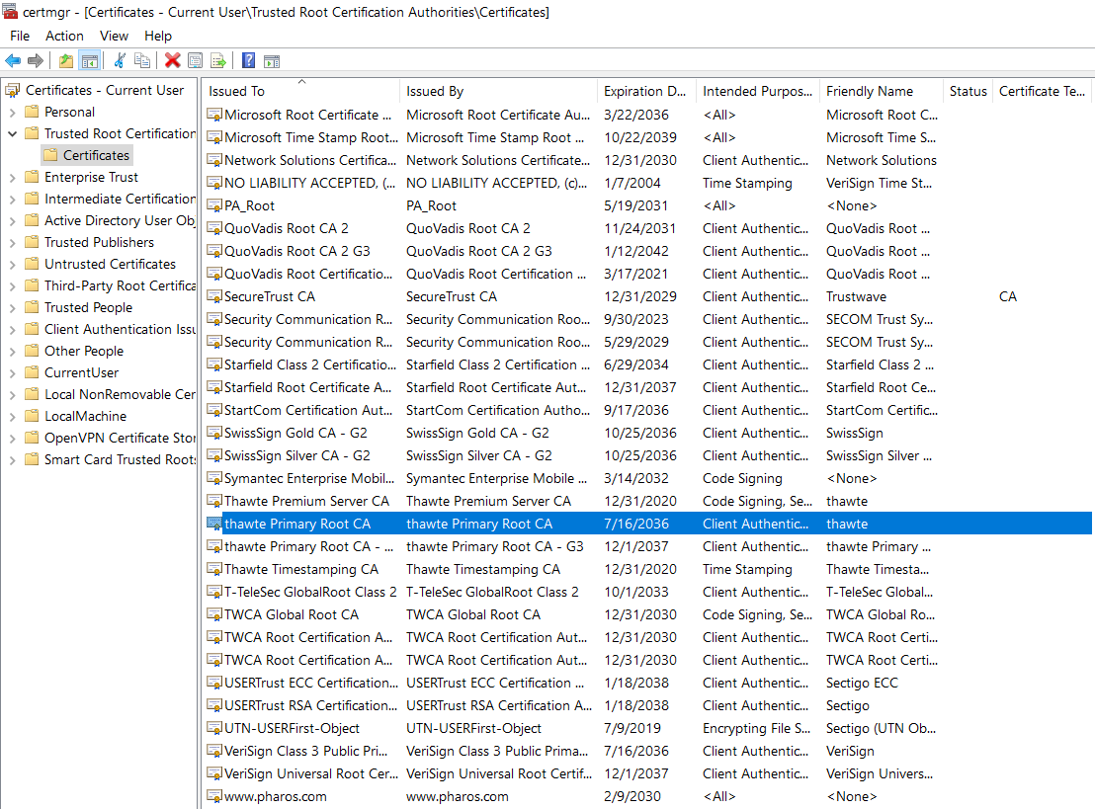 certmgr - [Certificates - Current User\Trusted Root Certification Authorities\Certificates]
File Action View Help
Certificates - Current User
Personal
Trusted Root Certification
Certificates
Enterprise Trust
Intermediate Certification
Active Directory User Obj
Trusted Publishers
Untrusted Certificates
Third-Party Root Certifica
Trusted People
Client Authentication Issu
Other People
CurrentUser
Local NonRemovable Cer
LocalMachine
OpenVPN Certificate Stor
Smart Card Trusted Roots
Issued To Issued By Expiration D... Intended Purpos... Friendly Name Status Certificate Te...
Microsoft Root Certificate ... Microsoft Root Certificate Au... 3/22/2036 <All> Microsoft Root C...
Microsoft Time Stamp Root... Microsoft Time Stamp Root ... 10/22/2039 <All> Microsoft Time S...
Network Solutions Certifica... Network Solutions Certificate... 12/31/2030 Client Authentic... Network Solutions
NO LIABILITY ACCEPTED, (... NO LIABILITY ACCEPTED, (c)... 1/7/2004 Time Stamping VeriSign Time St...
PA_Root PA_Root 5/19/2031 <All> <None>
QuoVadis Root CA 2 QuoVadis Root CA 2 11/24/2031 Client Authentic... QuoVadis Root ...
QuoVadis Root CA 2 G3 QuoVadis Root CA 2 G3 1/12/2042 Client Authentic... QuoVadis Root ...
QuoVadis Root Certificatio... QuoVadis Root Certification ... 3/17/2021 Client Authentic... QuoVadis Root ...
SecureTrust CA SecureTrust CA 12/31/2029 Client Authentic... Trustwave CA
Security Communication R... Security Communication Roo... 9/30/2023 Client Authentic... SECOM Trust Sy...
Security Communication R... Security Communication Roo... 5/29/2029 Client Authentic... SECOM Trust Sy...
Starfield Class 2 Certificatio... Starfield Class 2 Certification ... 6/29/2034 Client Authentic... Starfield Class 2 ...
Starfield Root Certificate A... Starfield Root Certificate Aut... 12/31/2037 Client Authentic... Starfield Root Ce...
StartCom Certification Aut... StartCom Certification Autho... 9/17/2036 Client Authentic... StartCom Certific...
SwissSign Gold CA - G2 SwissSign Gold CA - G2 10/25/2036 Client Authentic... SwissSign
SwissSign Silver CA - G2 SwissSign Silver CA - G2 10/25/2036 Client Authentic... SwissSign Silver ...
Symantec Enterprise Mobil... Symantec Enterprise Mobile ... 3/14/2032 Code Signing <None>
Thawte Premium Server CA Thawte Premium Server CA 12/31/2020 Code Signing, Se... thawte
thawte Primary Root CA thawte Primary Root CA 7/16/2036 Client Authentic... thawte
thawte Primary Root CA - ... thawte Primary Root CA - G3 12/1/2037 Client Authentic... thawte Primary ...
Thawte Timestamping CA Thawte Timestamping CA 12/31/2020 Time Stamping Thawte Timesta...
T-TeleSec GlobalRoot Class 2 T-TeleSec GlobalRoot Class 2 10/1/2033 Client Authentic... T-TeleSec Global...
TWCA Global Root CA TWCA Global Root CA 12/31/2030 Code Signing, Se... TWCA Global Ro...
TWCA Root Certification A... TWCA Root Certification Aut... 12/31/2030 Client Authentic... TWCA Root Certi...
TWCA Root Certification A... TWCA Root Certification Aut... 12/31/2030 Client Authentic... TWCA Root Certi...
USERTrust ECC Certification... USERTrust ECC Certification ... 1/18/2038 Client Authentic... Sectigo ECC
USERTrust RSA Certification... USERTrust RSA Certification A... 1/18/2038 Client Authentic... Sectigo
UTN-USERFirst-Object UTN-USERFirst-Object 7/9/2019 Encrypting File S... Sectigo (UTN Ob...
VeriSign Class 3 Public Pri... VeriSign Class 3 Public Prima... 7/16/2036 Client Authentic... VeriSign
VeriSign Universal Root Cer... VeriSign Universal Root Certif... 12/1/2037 Client Authentic... VeriSign Univers...
www.pharos.com www.pharos.com 2/9/2030 <All> <None>